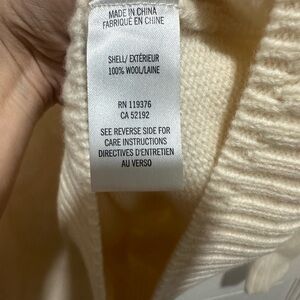 MADE IN CHINA
FABRIQUÉ EN CHINE
SHELL/ EXTÉRIEUR
100% WOOL/LAINE
RN 119376
CA 52192
SEE REVERSE SIDE FOR
CARE INSTRUCTIONS
DIRECTIVES D'ENTRETIEN
AU VERSO